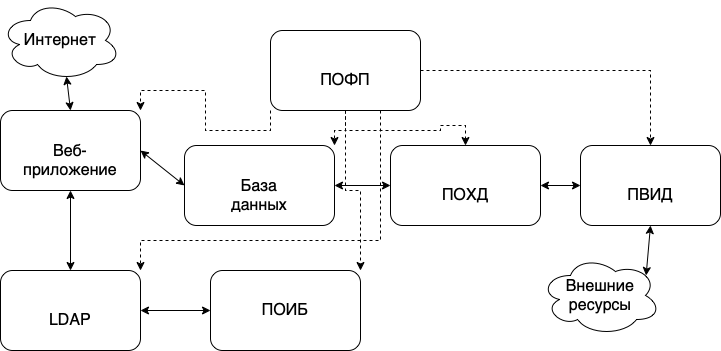 Интернет
ПОФП
Веб-
приложение
База
данных
ПОХД
ПВИД
Внешние
ресурсы
LDAP
ПОИБ